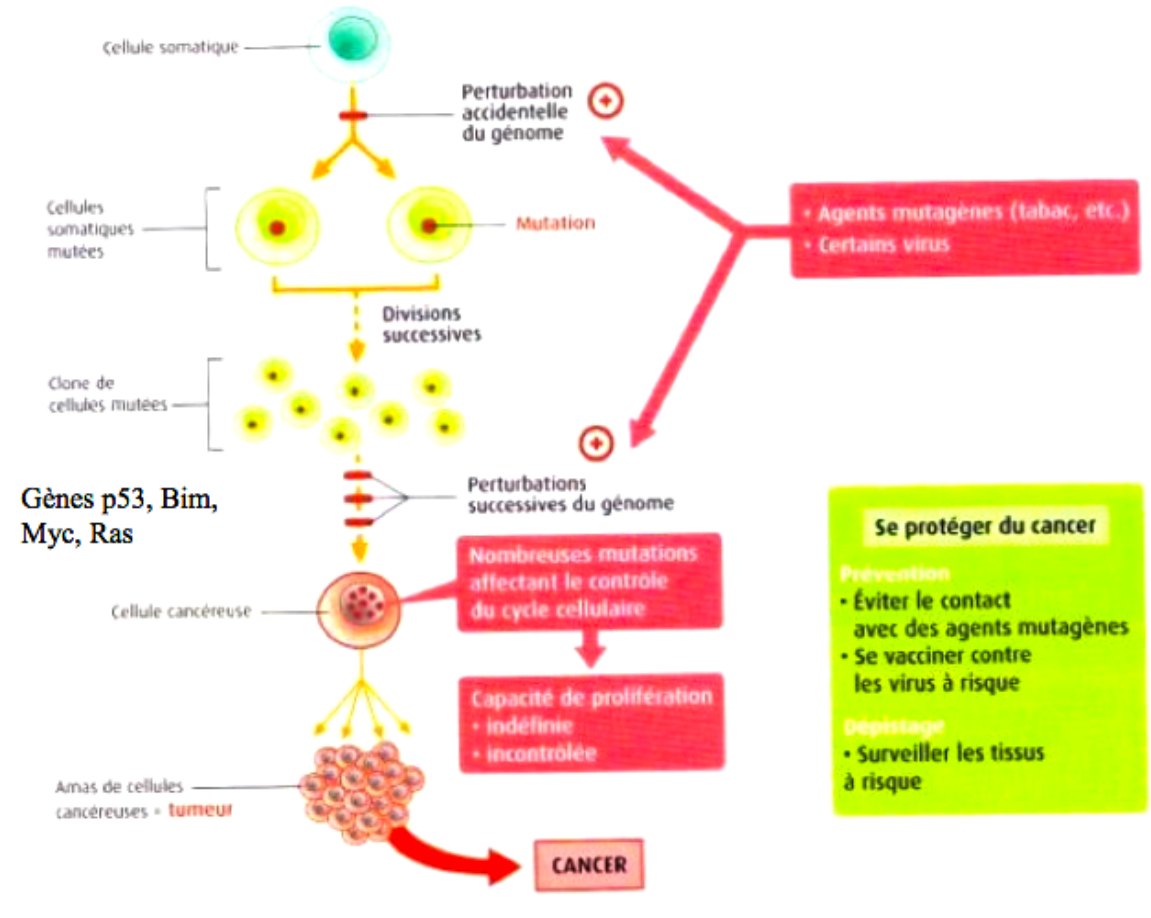 Cellule somatique
Perturbation
accidentelle
du génome
+
Cellules
somatiques
mutées
Mutation
• Agents mutagènes (tabac, etc.)
• Certains virus
Divisions
successives
Clone de
cellules mutées
+
Gènes p53, Bim,
Myc, Ras
Perturbations
successives du génome
Nombreuses mutations
affectant le contrôle
du cycle cellulaire
Cellule cancéreuse
Capacité de prolifération
• indéfinie
• incontrôlée
Amas de cellules
cancéreuses = tumeur
CANCER
Se protéger du cancer
Prévention
• Éviter le contact
avec des agents mutagènes
• Se vacciner contre
les virus à risque
Dépistage
• Surveiller les tissus
à risque